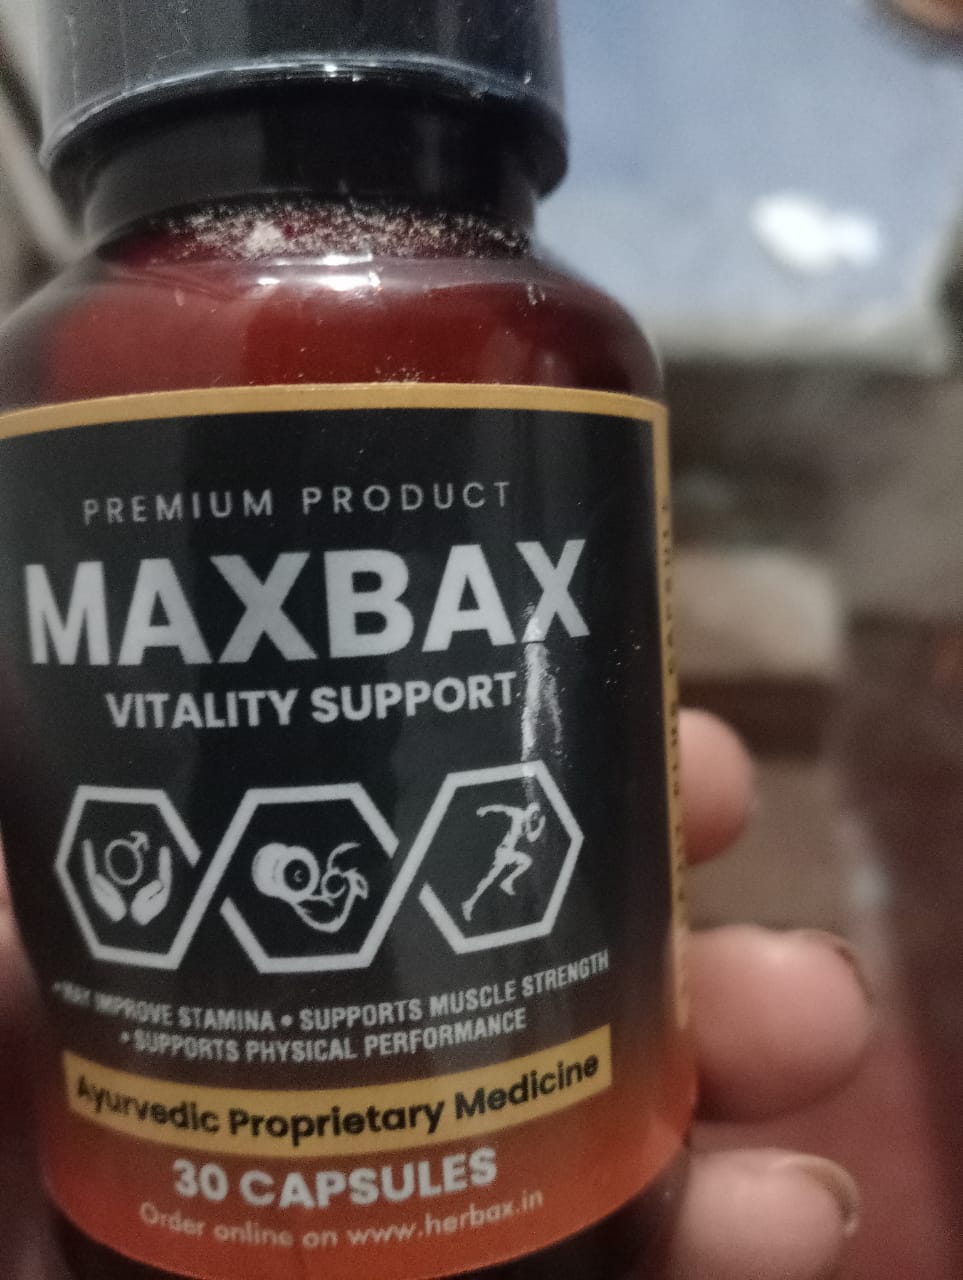 PREMIUM PRODUCT
MAXBAX
VITALITY SUPPORT
•MAY IMPROVE STAMINA • SUPPORTS MUSCLE STRENGTH
• SUPPORTS PHYSICAL PERFORMANCE
Ayurvedic Proprietary Medicine
30 CAPSULES
Order online on www.herbax.in